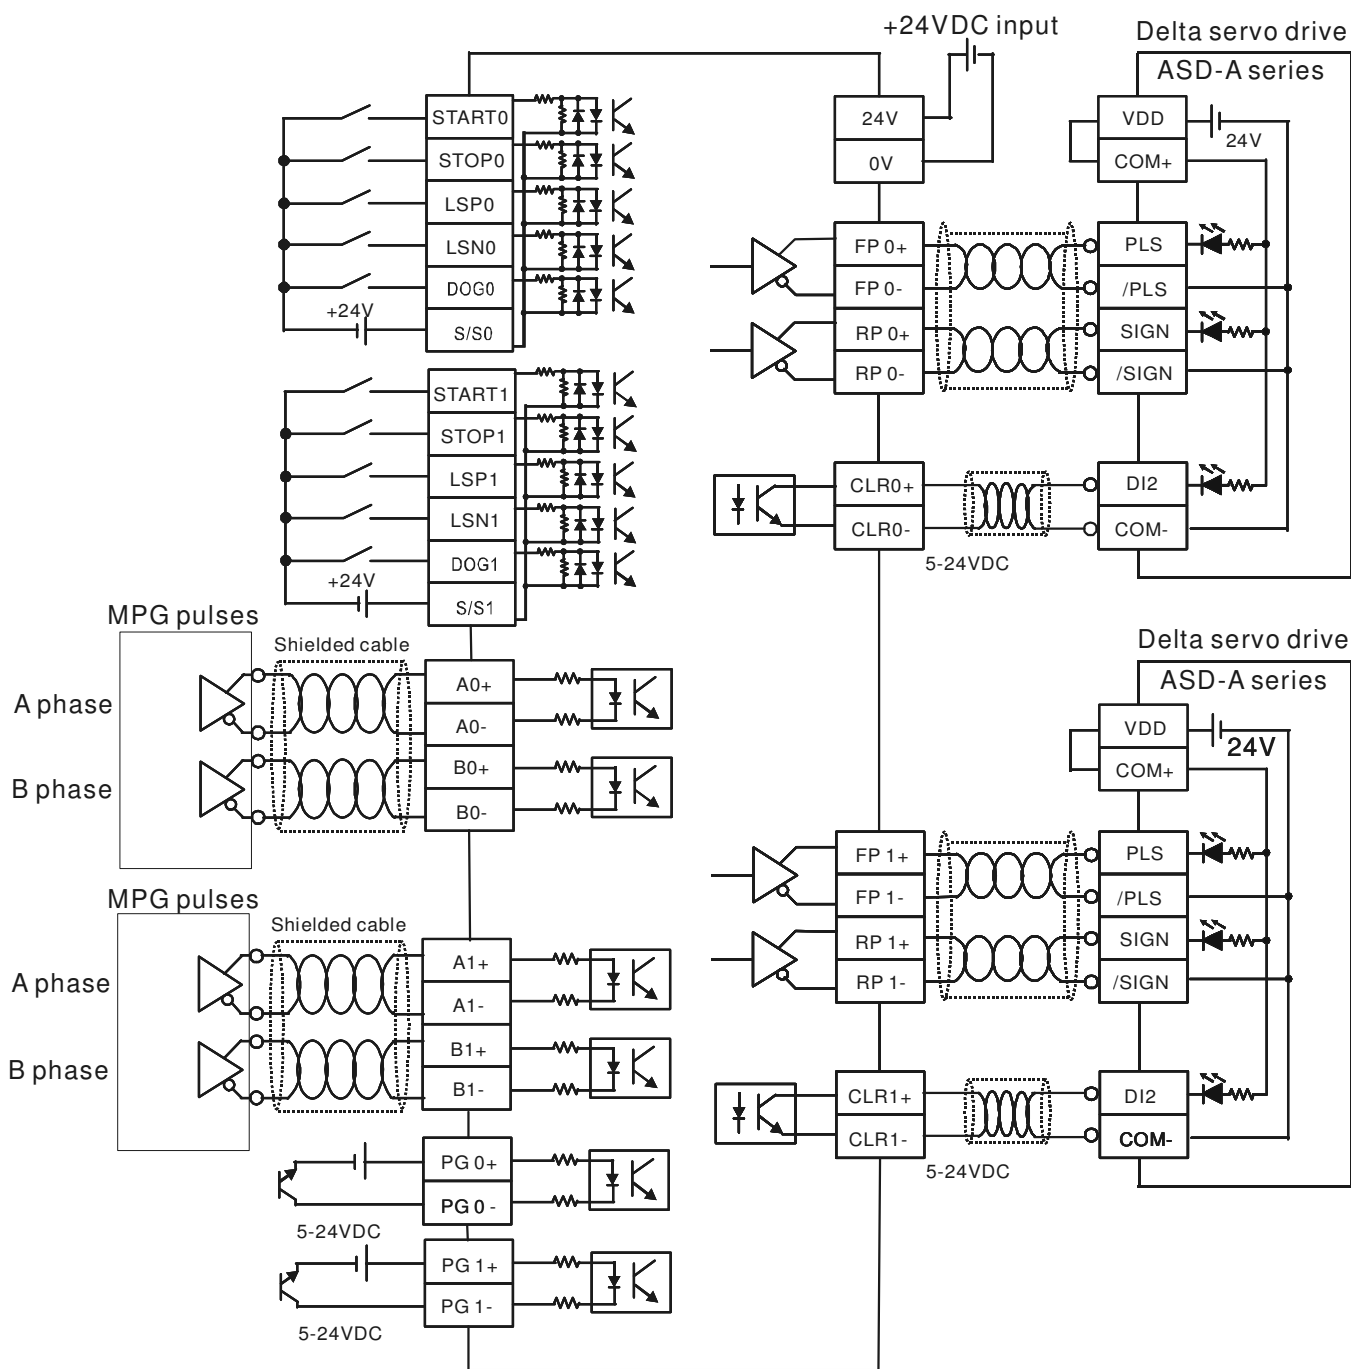 +24VDC input
Delta servo drive
ASD-A series
START0
STOP0
LSP0
LSN0
DOG0
+24V
S/S0
START1
STOP1
LSP1
LSN1
DOG1
+24V
S/S1
MPG pulses
Shielded cable
A phase
B phase
A0+
A0-
B0+
B0-
MPG pulses
Shielded cable
A phase
B phase
A1+
A1-
B1+
B1-
PG 0+
PG 0 -
5-24VDC
PG 1+
PG 1-
5-24VDC
24V
0V
FP 0+
FP 0-
RP 0+
RP 0-
CLR0+
CLR0-
5-24VDC
VDD
24V
COM+
PLS
/PLS
SIGN
/SIGN
DI2
COM-
Delta servo drive
ASD-A series
VDD
24V
COM+
FP 1+
FP 1-
RP 1+
RP 1-
CLR1+
CLR1-
5-24VDC
PLS
/PLS
SIGN
/SIGN
DI2
COM-